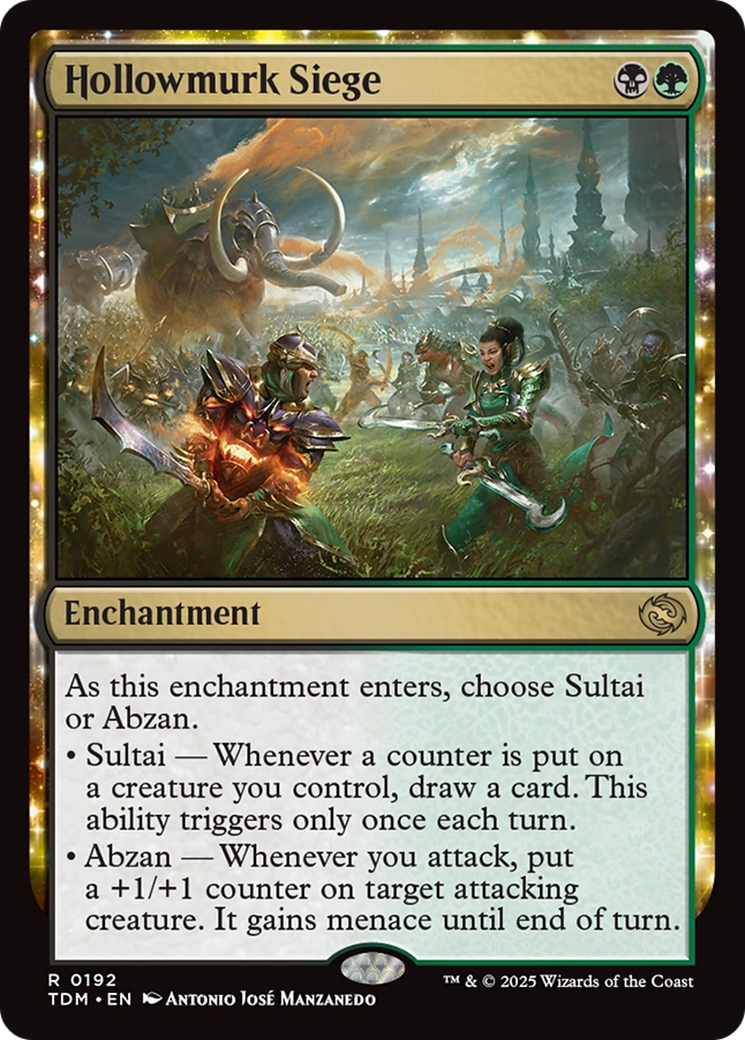 Hollowmurk Siege
Enchantment
As this enchantment enters, choose Sultai
or Abzan.
• Sultai — Whenever a counter is put on
a creature you control, draw a card. This
ability triggers only once each turn.
• Abzan — Whenever you attack, put
a +1/+1 counter on target attacking
creature. It gains menace until end of turn.
R 0192
TDM • EN Antonio José Manzanedo
™ & © 2025 Wizards of the Coast